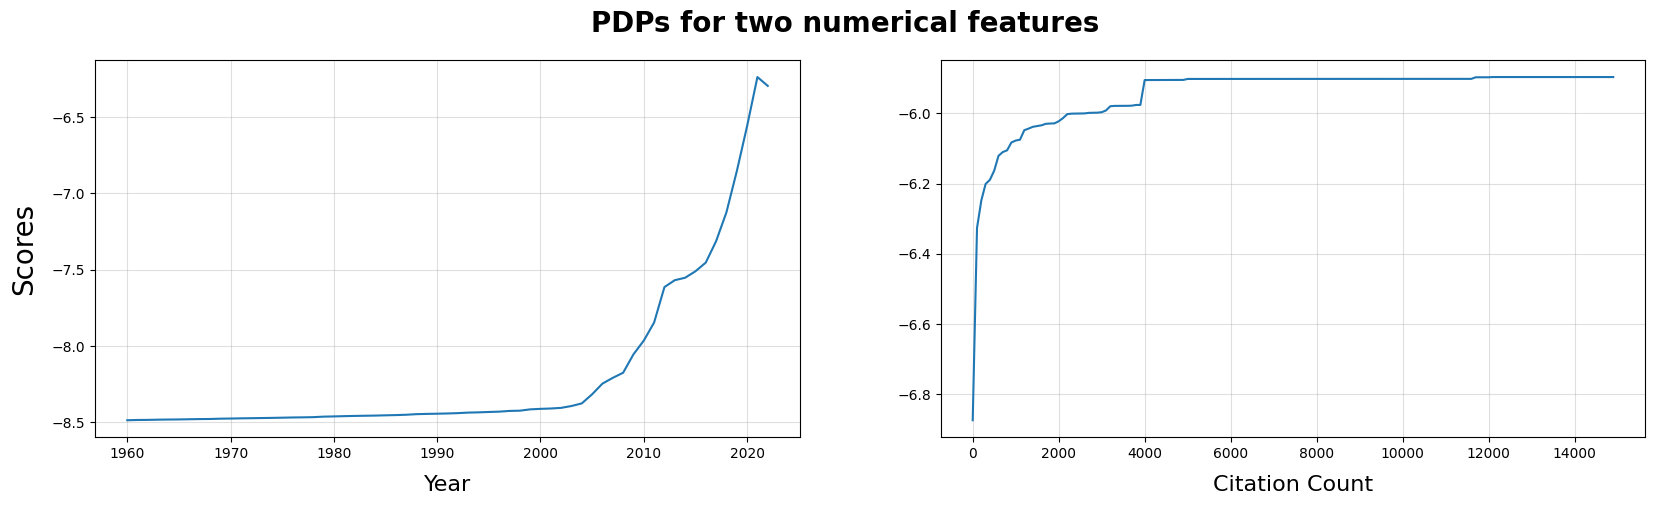 PDPs for two numerical features
Scores
−6.5
−7.0
−7.5
−8.0
−8.5
1960 1970 1980 1990 2000 2010 2020
Year
−6.0
−6.2
−6.4
−6.6
−6.8
0 2000 4000 6000 8000 10000 12000 14000
Citation Count